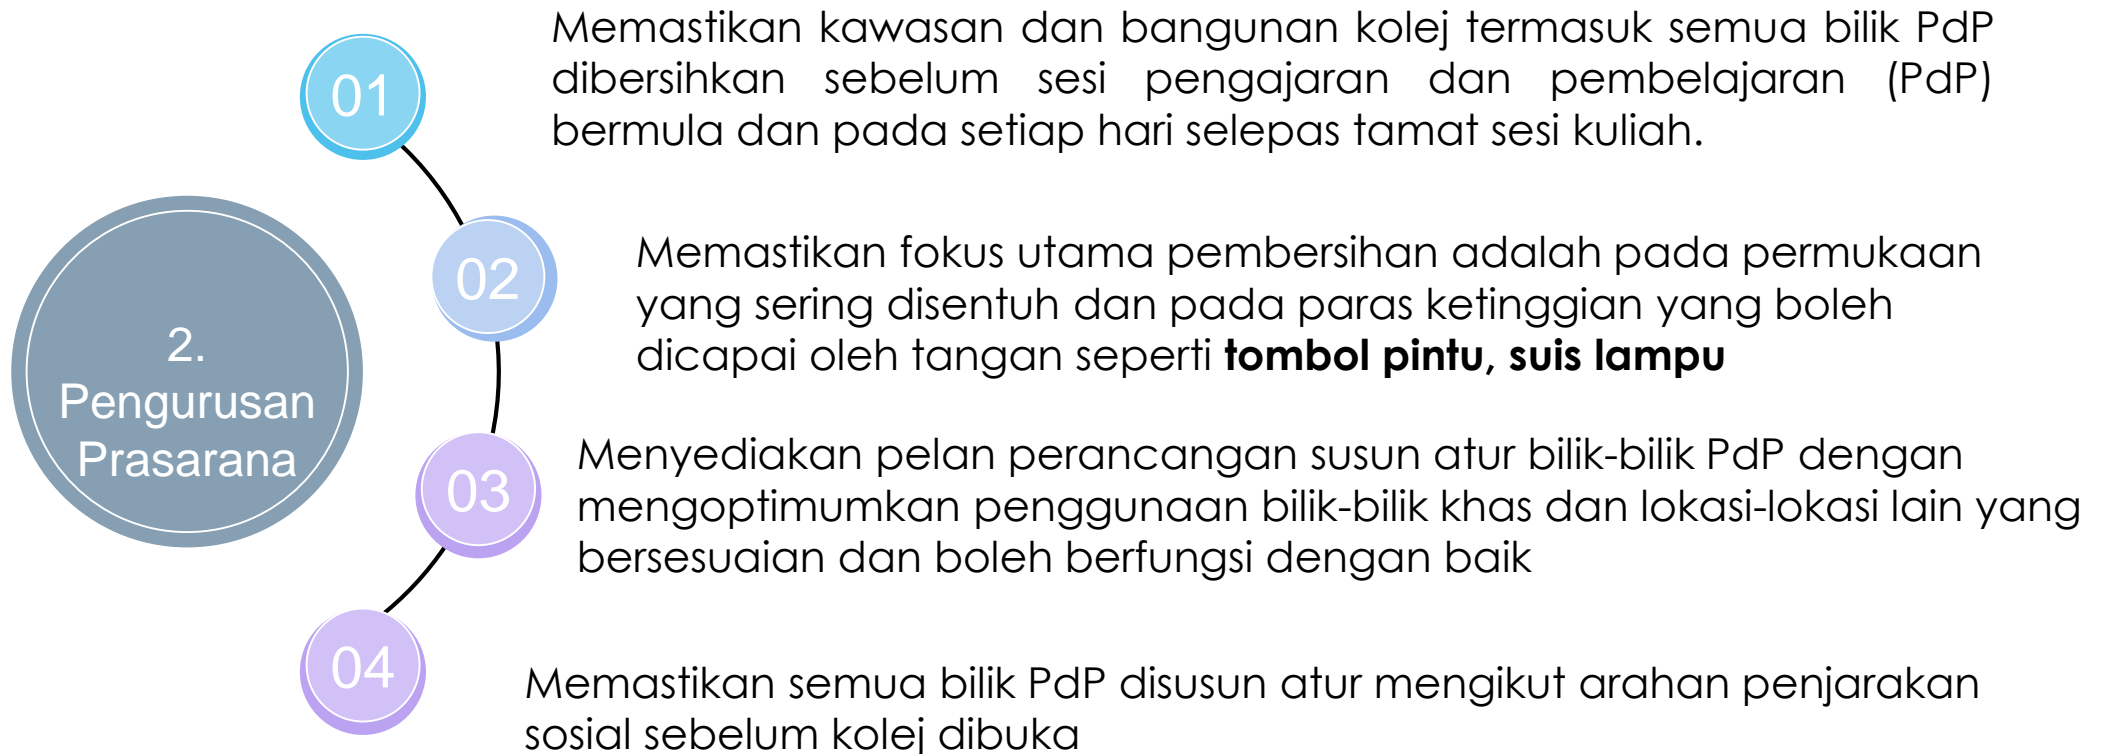 2.
Pengurusan
Prasarana
01
Memastikan kawasan dan bangunan kolej termasuk semua bilik PdP
dibersihkan sebelum sesi pengajaran dan pembelajaran (PdP)
bermula dan pada setiap hari selepas tamat sesi kuliah.
02
Memastikan fokus utama pembersihan adalah pada permukaan
yang sering disentuh dan pada paras ketinggian yang boleh
dicapai oleh tangan seperti tombol pintu, suis lampu
03
Menyediakan pelan perancangan susun atur bilik-bilik PdP dengan
mengoptimumkan penggunaan bilik-bilik khas dan lokasi-lokasi lain yang
bersesuaian dan boleh berfungsi dengan baik
04
Memastikan semua bilik PdP disusun atur mengikut arahan penjarakan
sosial sebelum kolej dibuka